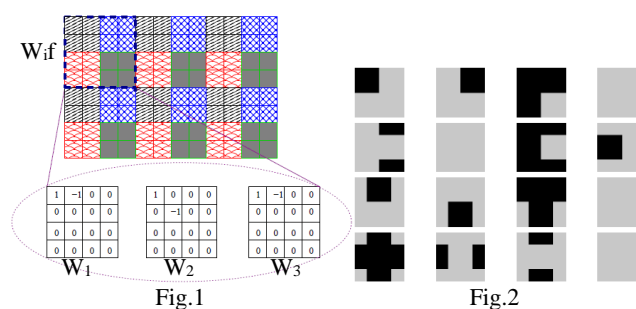 Wif
1 −1 0 0 1 0 0 0 1 −1 0 0
0 0 0 0 0 −1 0 0 0 0 0 0
0 0 0 0 0 0 0 0 0 0 0 0
0 0 0 0 0 0 0 0 0 0 0 0
W1 W2 W3
Fig.1 Fig.2